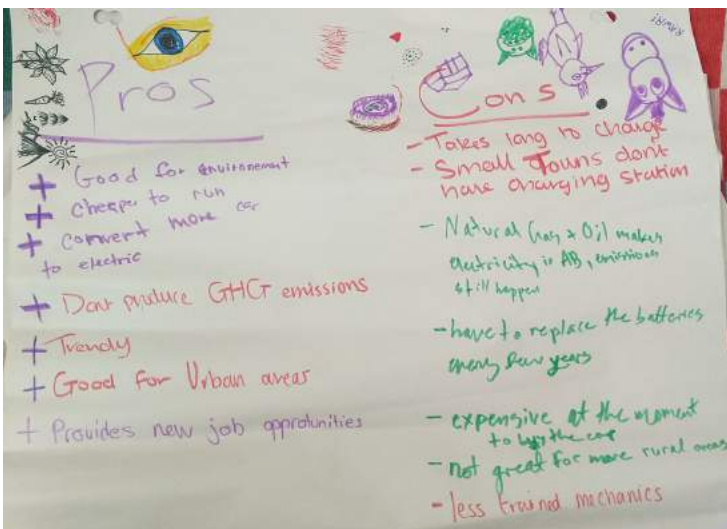 Pros
+ Good for environnement
+ cheaper to run
+ convert more car
to electric
+ Dont produce GHG emissions
+ Trendy
+ Good for Urban areas
+ Provides new job opprotunities
Cons
- Takes long to charge
- Small Touns dont
have charging station
- Natural Gas + Oil makes
electricity in AB, emissions
still happen
- have to replace the batteries
every few years
- expensive at the moment
to buy the car
- not great for more rural areas
- less trained mechanics